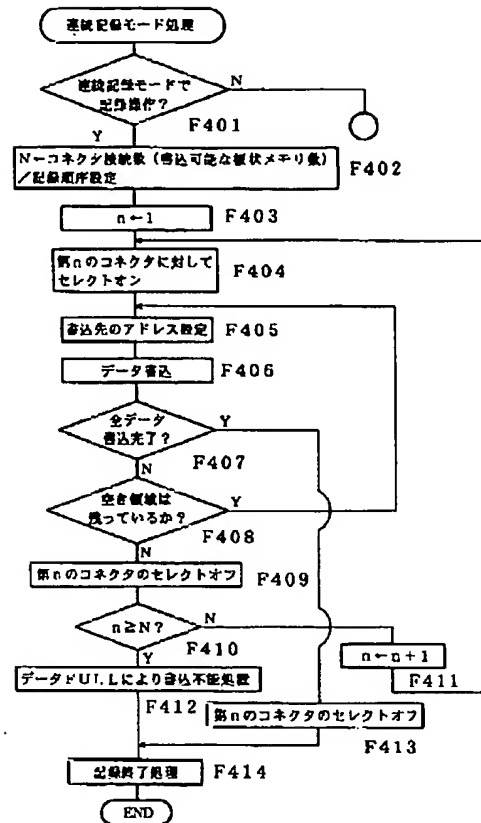 連続記録モード処理
連続記録モードで
記録操作?
N
F401
Y
N←コネクタ接続数(書込可能な板状メモリ数)
/記録順序設定
F402
n←1
F403
第nのコネクタに対して
セレクトオン
F404
書込先のアドレス設定
F405
データ書込
F406
全データ
書込完了?
Y
F407
N
空き領域は
残っているか?
Y
F408
N
第nのコネクタのセレクトオフ
F409
n≧N?
N
F410
Y
n←n+1
F411
データFULLにより書込不能処置
F412
第nのコネクタのセレクトオフ
F413
記録終了処理
F414
END